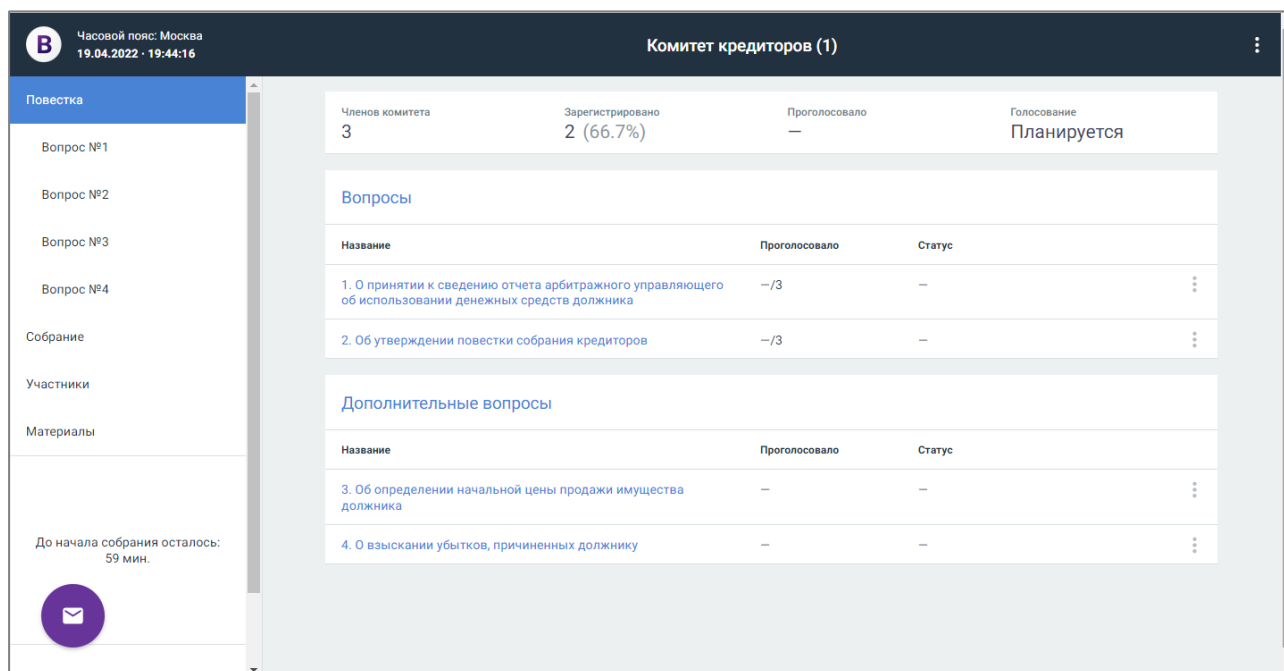 B
Часовой пояс: Москва
19.04.2022 · 19:44:16
Комитет кредиторов (1)
Повестка
Вопрос №1
Вопрос №2
Вопрос №3
Вопрос №4
Собрание
Участники
Материалы
До начала собрания осталось:
59 мин.
Членов комитета
3
Зарегистрировано
2 (66.7%)
Проголосовало
—
Голосование
Планируется
Вопросы
Название Проголосовало Статус
1. О принятии к сведению отчета арбитражного управляющего —/3 —
об использовании денежных средств должника
2. Об утверждении повестки собрания кредиторов —/3 —
Дополнительные вопросы
Название Проголосовало Статус
3. Об определении начальной цены продажи имущества — —
должника
4. О взыскании убытков, причиненных должнику — —